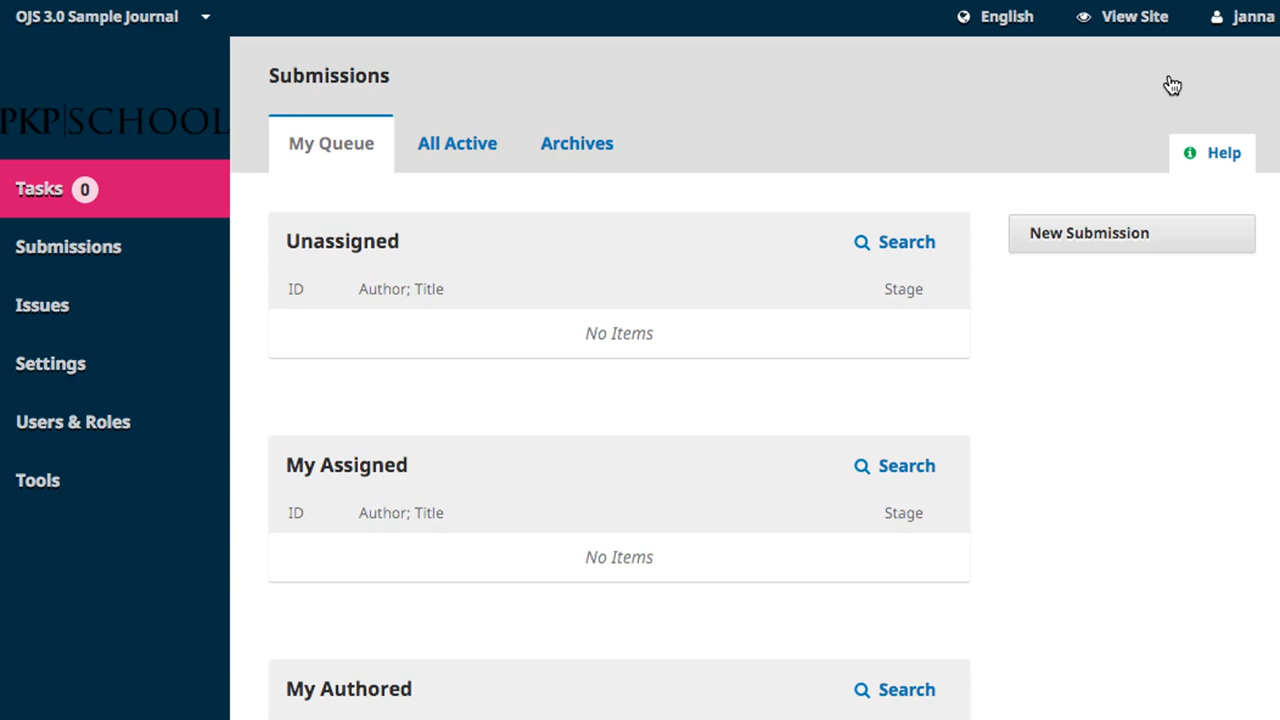 OJS 3.0 Sample Journal
English
View Site
Janna
PKP|SCHOOL
Tasks 0
Submissions
Issues
Settings
Users & Roles
Tools
Submissions
My Queue
All Active
Archives
Help
New Submission
Unassigned
Search
ID Author; Title Stage
No Items
My Assigned
Search
ID Author; Title Stage
No Items
My Authored
Search